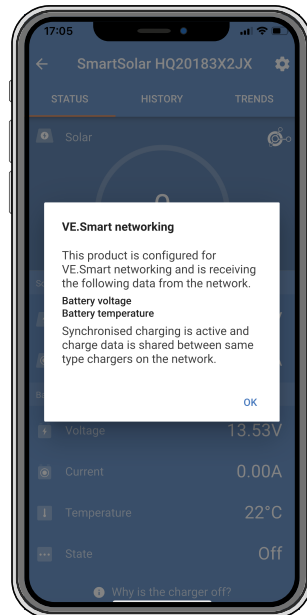 17:05
SmartSolar HQ20183X2JX
STATUS HISTORY TRENDS
Solar
VE.Smart networking
This product is configured for
VE.Smart networking and is receiving
the following data from the network.
Battery voltage
Battery temperature
Synchronised charging is active and
charge data is shared between same
type chargers on the network.
OK
Voltage 13.53V
Current 0.00A
Temperature 22°C
State Off
Why is the charger off?